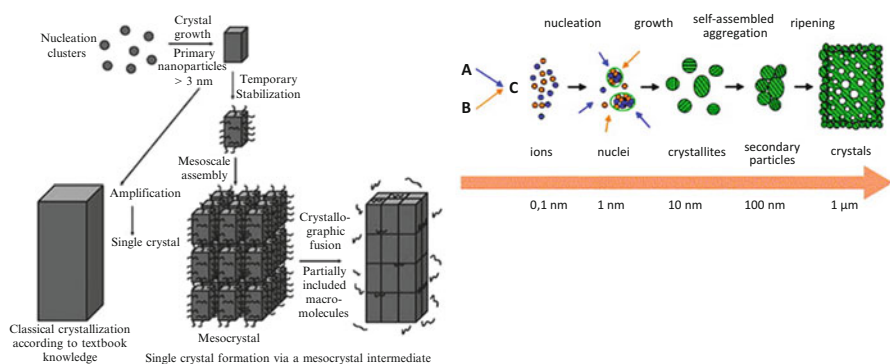 Nucleation
clusters
Crystal
growth
Primary
nanoparticles
> 3 nm
Temporary
Stabilization
Mesoscale
assembly
Amplification
Single crystal
Crystallo-
graphic
fusion
Partially
included
macro-
molecules
Mesocrystal
Classical crystallization
according to textbook
knowledge
Single crystal formation via a mesocrystal intermediate
nucleation
growth
self-assembled
aggregation
ripening
A
B
C
ions
nuclei
crystallites
secondary
particles
crystals
0,1 nm
1 nm
10 nm
100 nm
1 µm